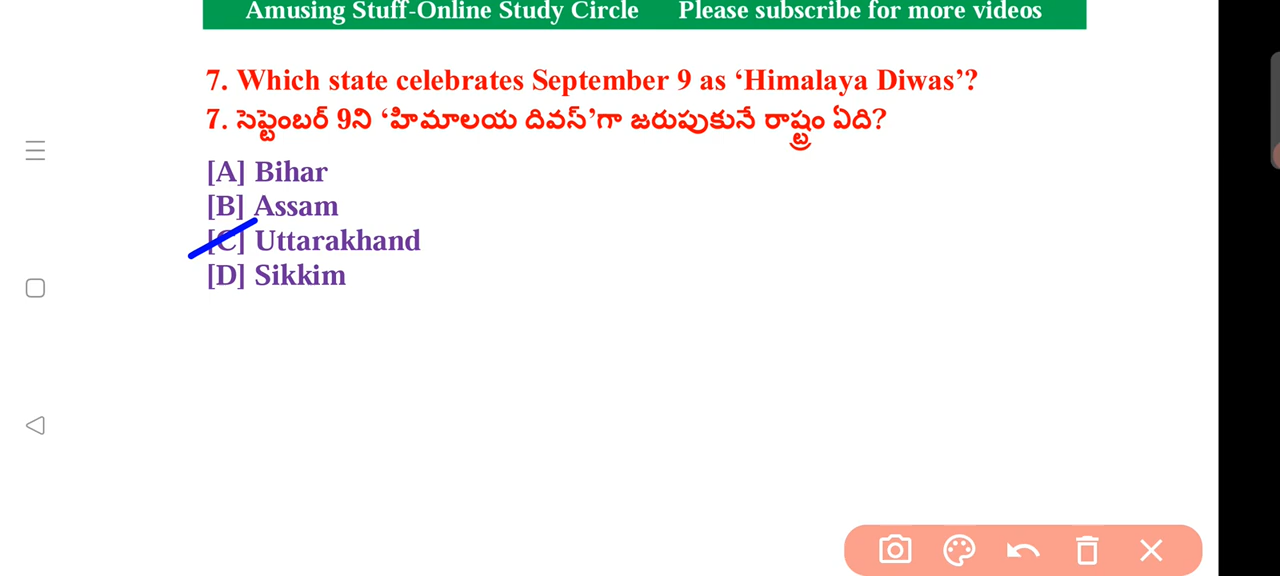 Amusing Stuff-Online Study Circle Please subscribe for more videos
7. Which state celebrates September 9 as ‘Himalaya Diwas’?
7. సెప్టెంబర్ 9ని ‘హిమాలయ దివస్’గా జరుపుకునే రాష్ట్రం ఏది?
[A] Bihar
[B] Assam
[C] Uttarakhand
[D] Sikkim